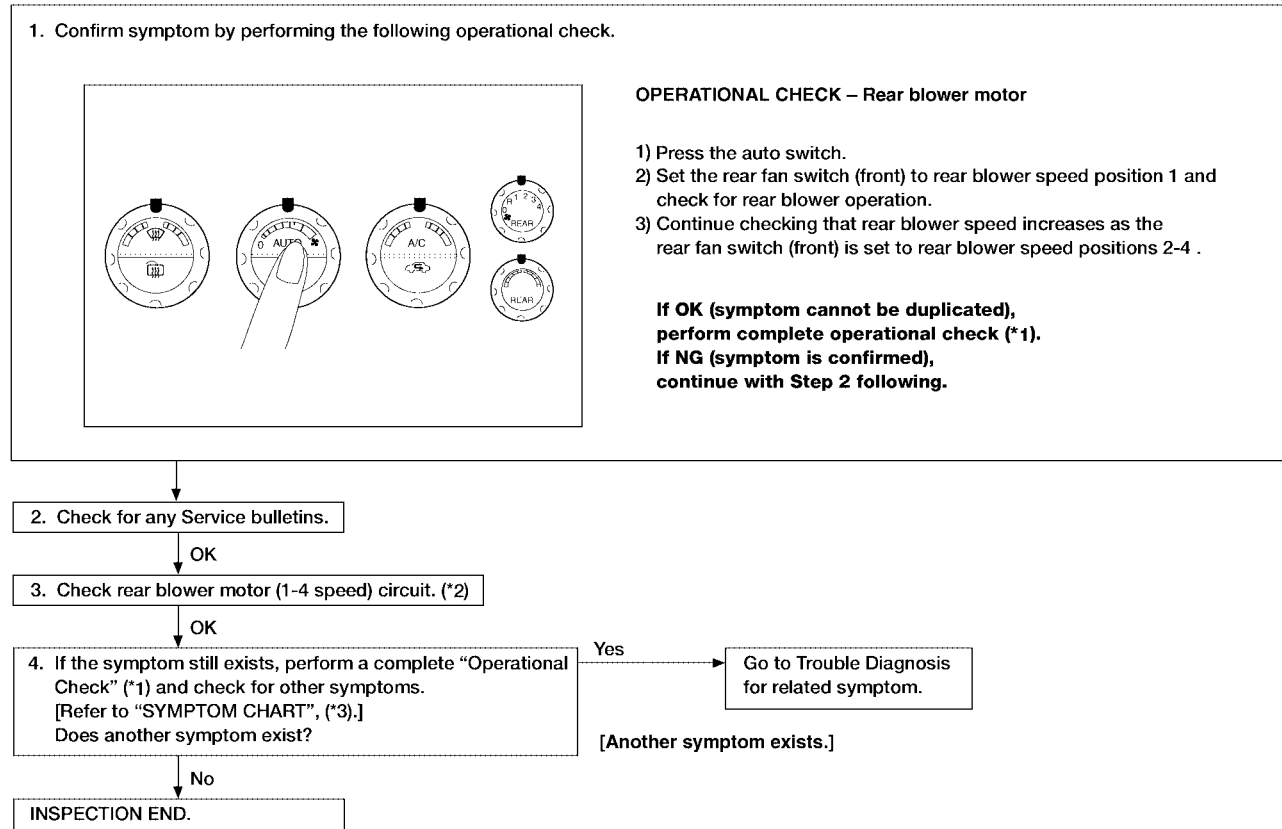 1. Confirm symptom by performing the following operational check.
OPERATIONAL CHECK – Rear blower motor
1) Press the auto switch.
2) Set the rear fan switch (front) to rear blower speed position 1 and
check for rear blower operation.
3) Continue checking that rear blower speed increases as the
rear fan switch (front) is set to rear blower speed positions 2-4 .
If OK (symptom cannot be duplicated),
perform complete operational check (*1).
If NG (symptom is confirmed),
continue with Step 2 following.
0 AUTO
A/C
0 R 1 2 3 4
REAR
REAR
2. Check for any Service bulletins.
OK
3. Check rear blower motor (1-4 speed) circuit. (*2)
OK
4. If the symptom still exists, perform a complete “Operational
Check” (*1) and check for other symptoms.
[Refer to “SYMPTOM CHART”, (*3).]
Does another symptom exist?
Yes
Go to Trouble Diagnosis
for related symptom.
[Another symptom exists.]
No
INSPECTION END.